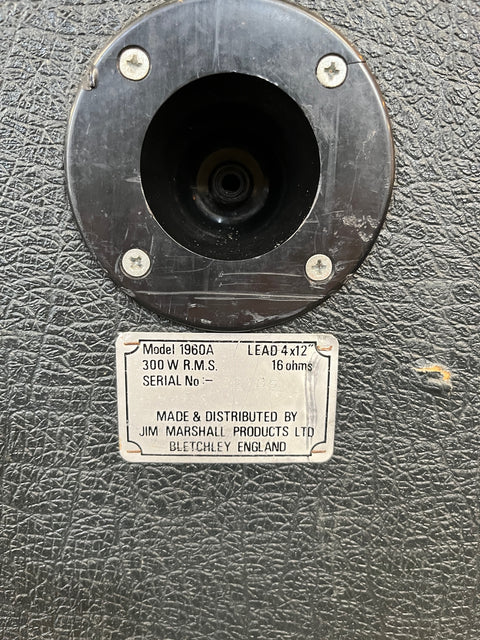 Model 1960A LEAD 4x12"
300 W R.M.S. 16 ohms
SERIAL No:-
MADE & DISTRIBUTED BY
JIM MARSHALL PRODUCTS LTD
BLETCHLEY ENGLAND